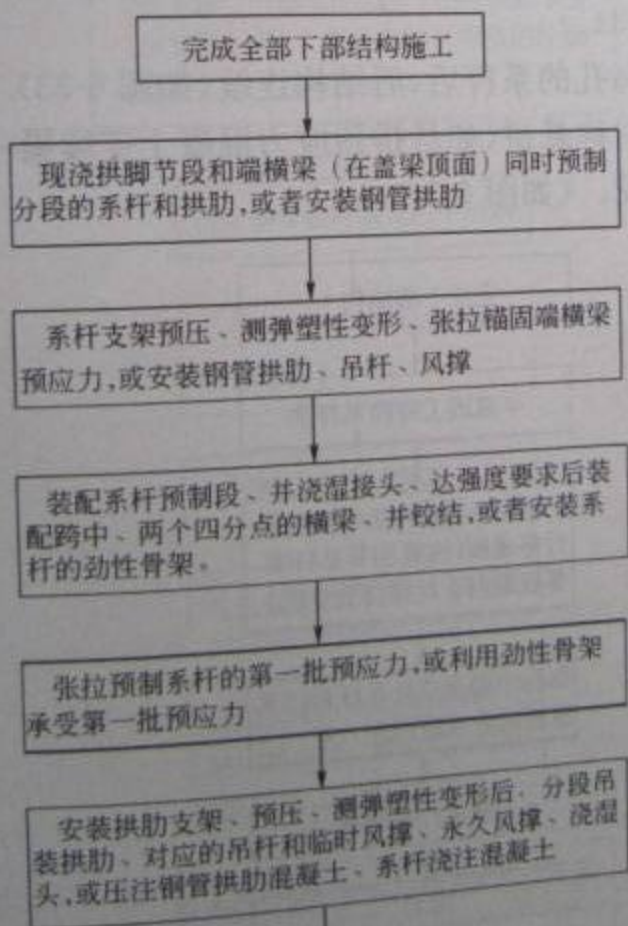 完成全部下部结构施工
现浇拱脚节段和端横梁（在盖梁顶面）同时预制
分段的系杆和拱肋,或者安装钢管拱肋
系杆支架预压、测弹塑性变形、张拉锚固端横梁
预应力,或安装钢管拱肋、吊杆、风撑
装配系杆预制段、并浇湿接头、达强度要求后装
配跨中、两个四分点的横梁、并铰结,或者安装系
杆的劲性骨架。
张拉预制系杆的第一批预应力,或利用劲性骨架
承受第一批预应力
安装拱肋支架、预压、测弹塑性变形后、分段吊
装拱肋、对应的吊杆和临时风撑、永久风撑、浇湿
头,或压注钢管拱肋混凝土、系杆浇注混凝土